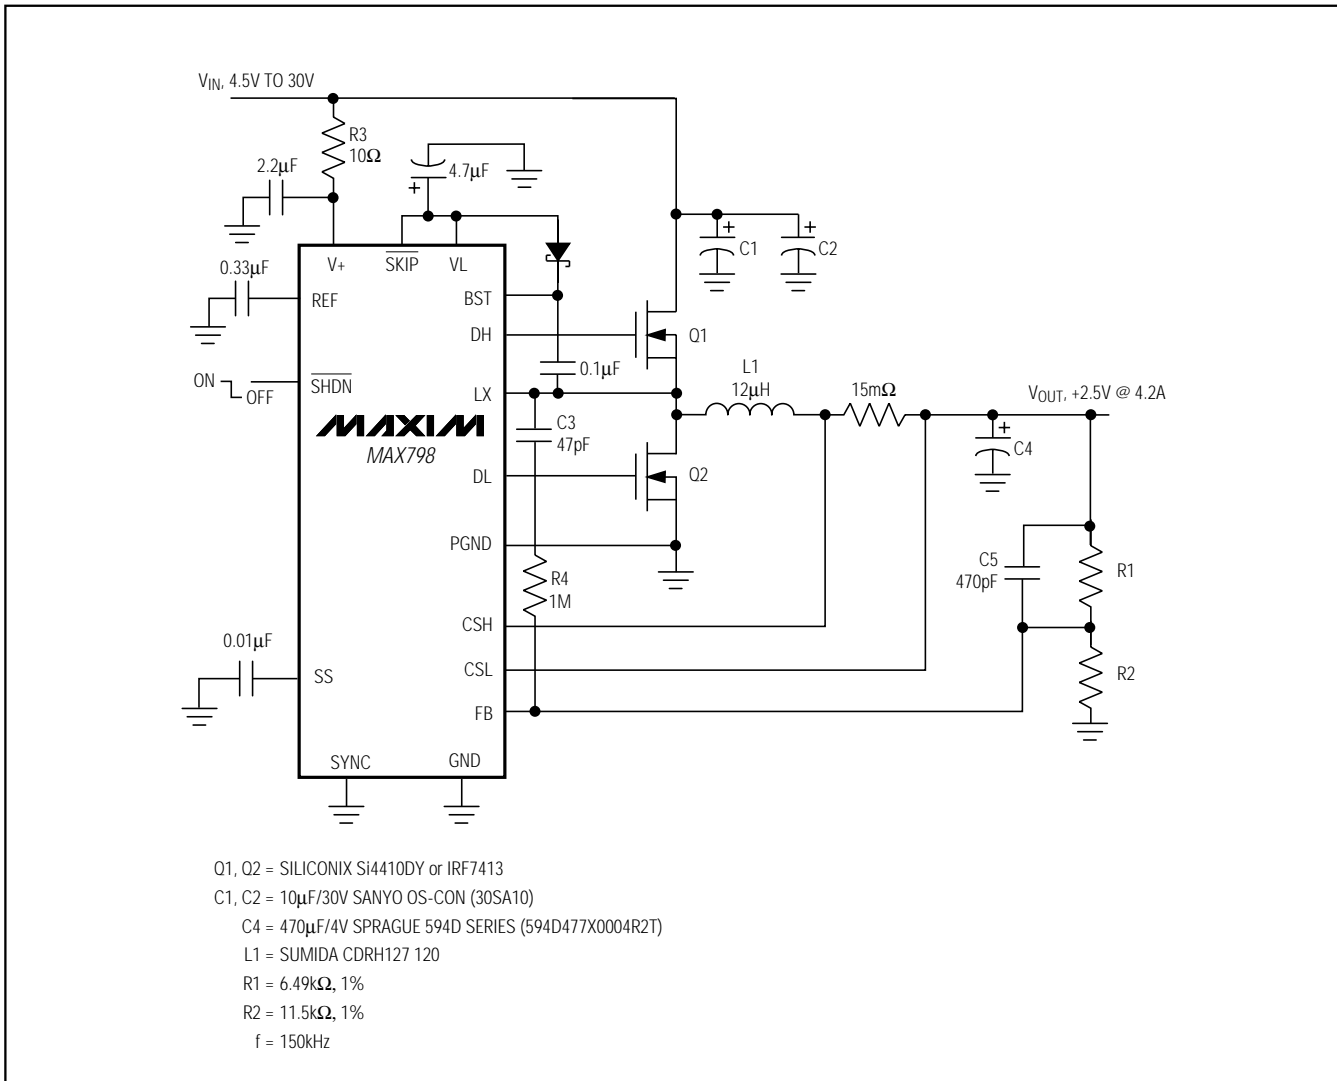 VIN, 4.5V TO 30V
R3
10Ω
2.2µF
4.7µF
+
+
C1
+
C2
V+
SKIP
VL
0.33µF
REF
BST
DH
Q1
0.1µF
ON
OFF
SHDN
LX
L1
12µH
15mΩ
VOUT, +2.5V @ 4.2A
MAXIM
MAX798
C3
47pF
+
C4
DL
Q2
PGND
C5
470pF
R1
R4
1M
CSH
0.01µF
SS
CSL
R2
FB
SYNC
GND
Q1, Q2 = SILICONIX Si4410DY or IRF7413
C1, C2 = 10µF/30V SANYO OS-CON (30SA10)
C4 = 470µF/4V SPRAGUE 594D SERIES (594D477X0004R2T)
L1 = SUMIDA CDRH127 120
R1 = 6.49kΩ, 1%
R2 = 11.5kΩ, 1%
f = 150kHz